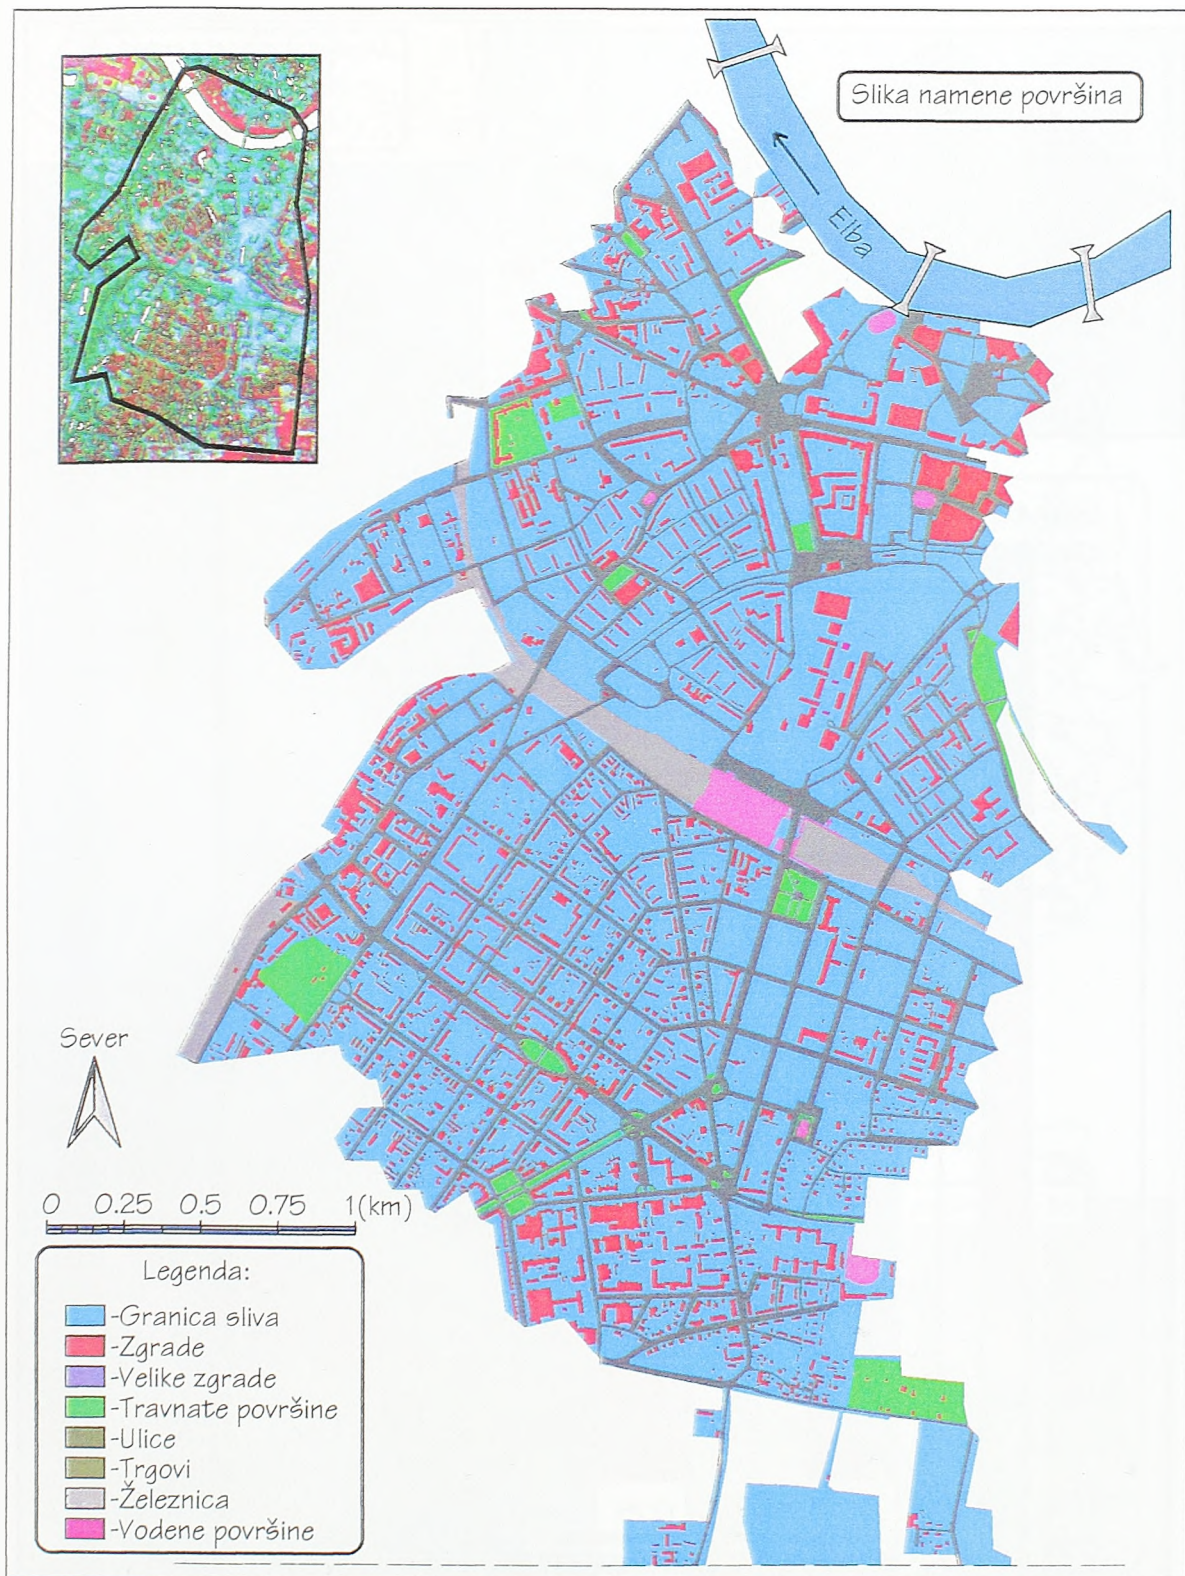 Slika namene površina
Elba
Sever
0 0.25 0.5 0.75 1(km)
Legenda:
-Granica sliva
-Zgrade
-Velike zgrade
-Travnate površine
-Ulice
-Trgovi
-Železnica
-Vodene površine